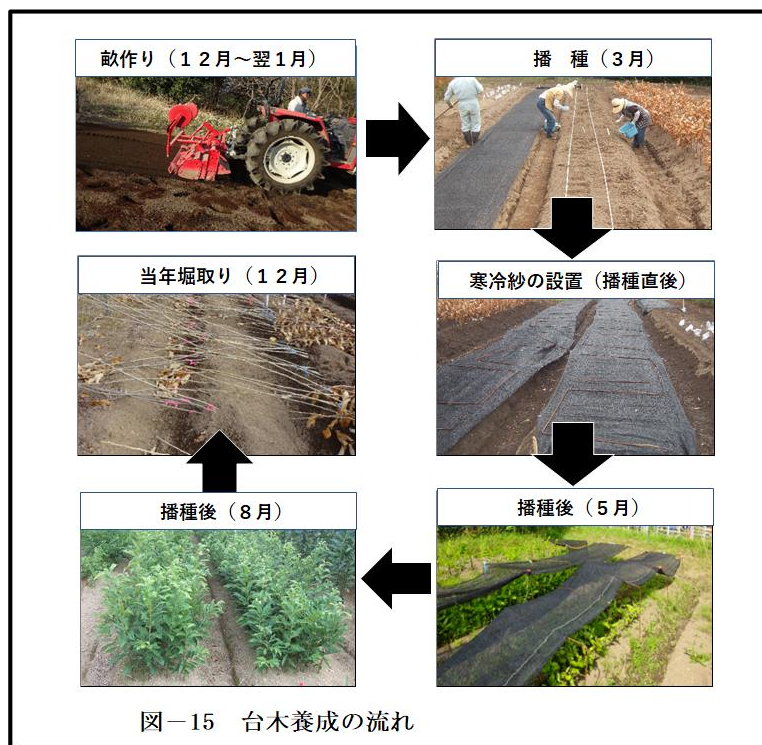 畝作り（１２月～翌１月）
播　種（３月）
寒冷紗の設置（播種直後）
播種後（５月）
播種後（８月）
当年堀取り（１２月）
図－15　台木養成の流れ